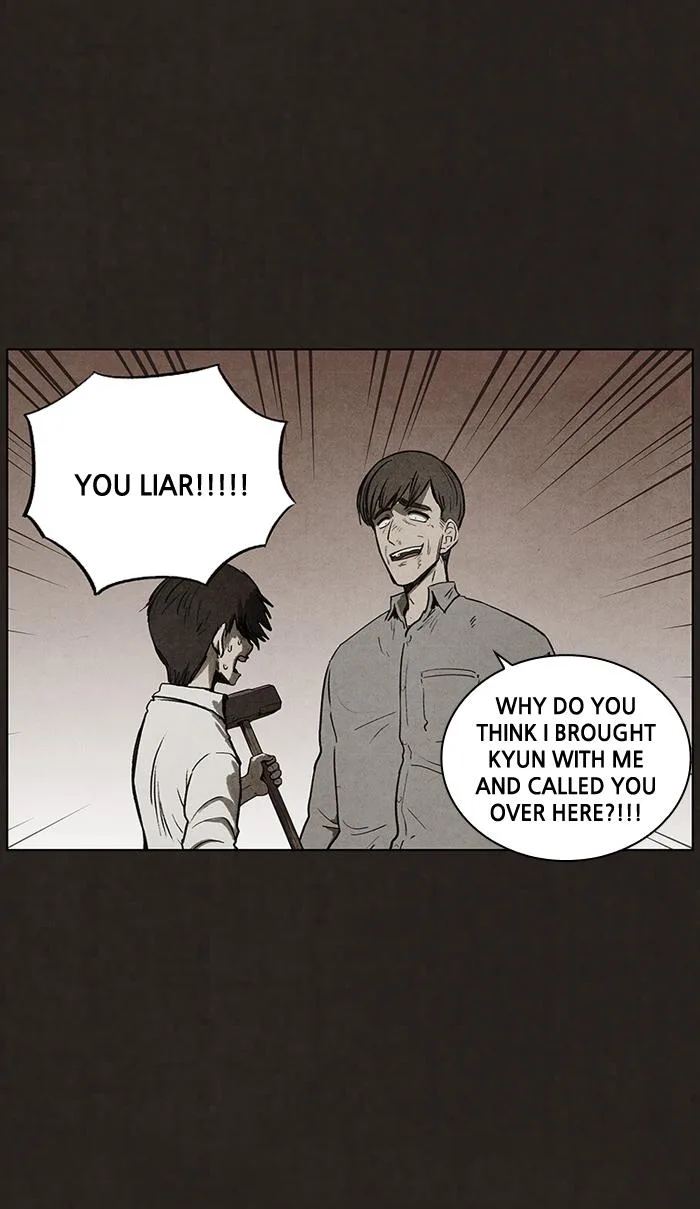 YOU LIAR!!!!!
WHY DO YOU
THINK I BROUGHT
KYUN WITH ME
AND CALLED YOU
OVER HERE?!!!